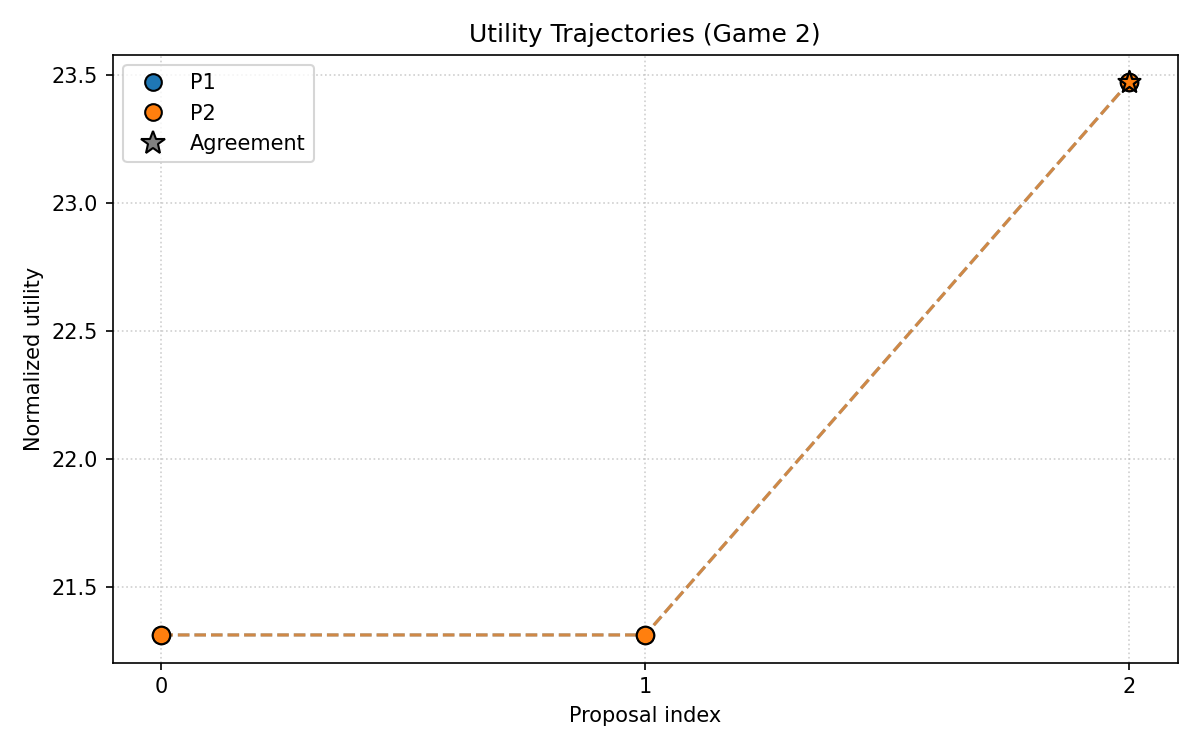 Utility Trajectories (Game 2)
P1
P2
Agreement
Normalized utility
23.5
23.0
22.5
22.0
21.5
0
1
2
Proposal index